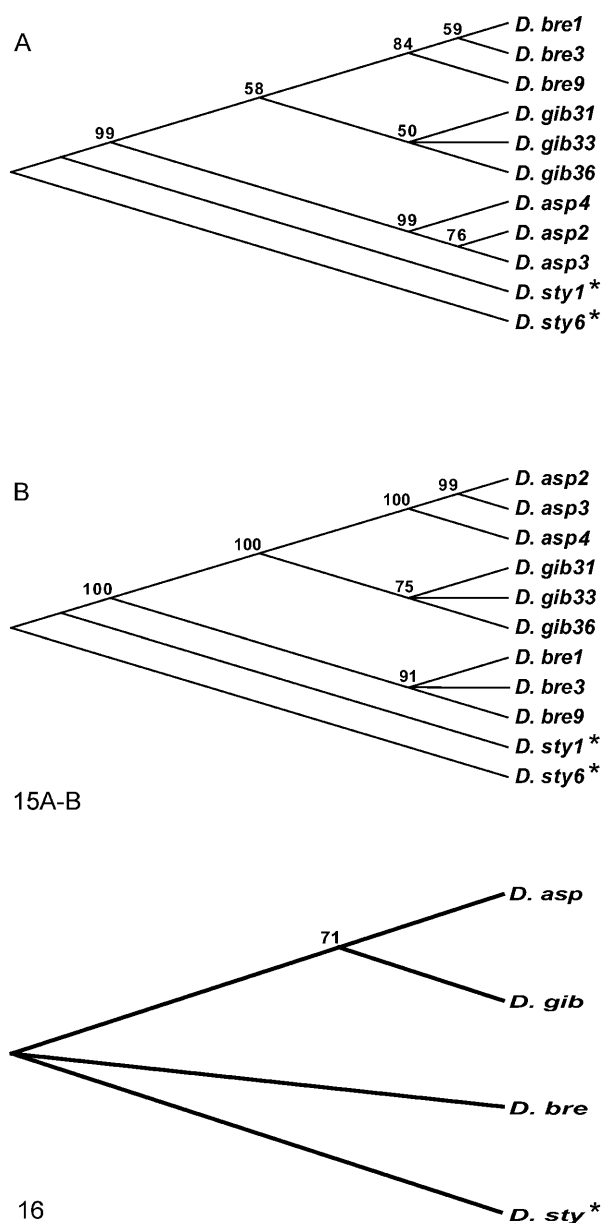 A
59
D. bre1
84
D. bre3
58
D. bre9
D. gib31
99
50
D. gib33
D. gib36
D. asp4
99
76
D. asp2
D. asp3
D. sty1*
D. sty6*
B
D. asp2
99
100
D. asp3
100
D. asp4
D. gib31
100
75
D. gib33
D. gib36
D. bre1
91
D. bre3
D. bre9
D. sty1*
D. sty6*
15A-B
D. asp
71
D. gib
D. bre
16
D. sty*